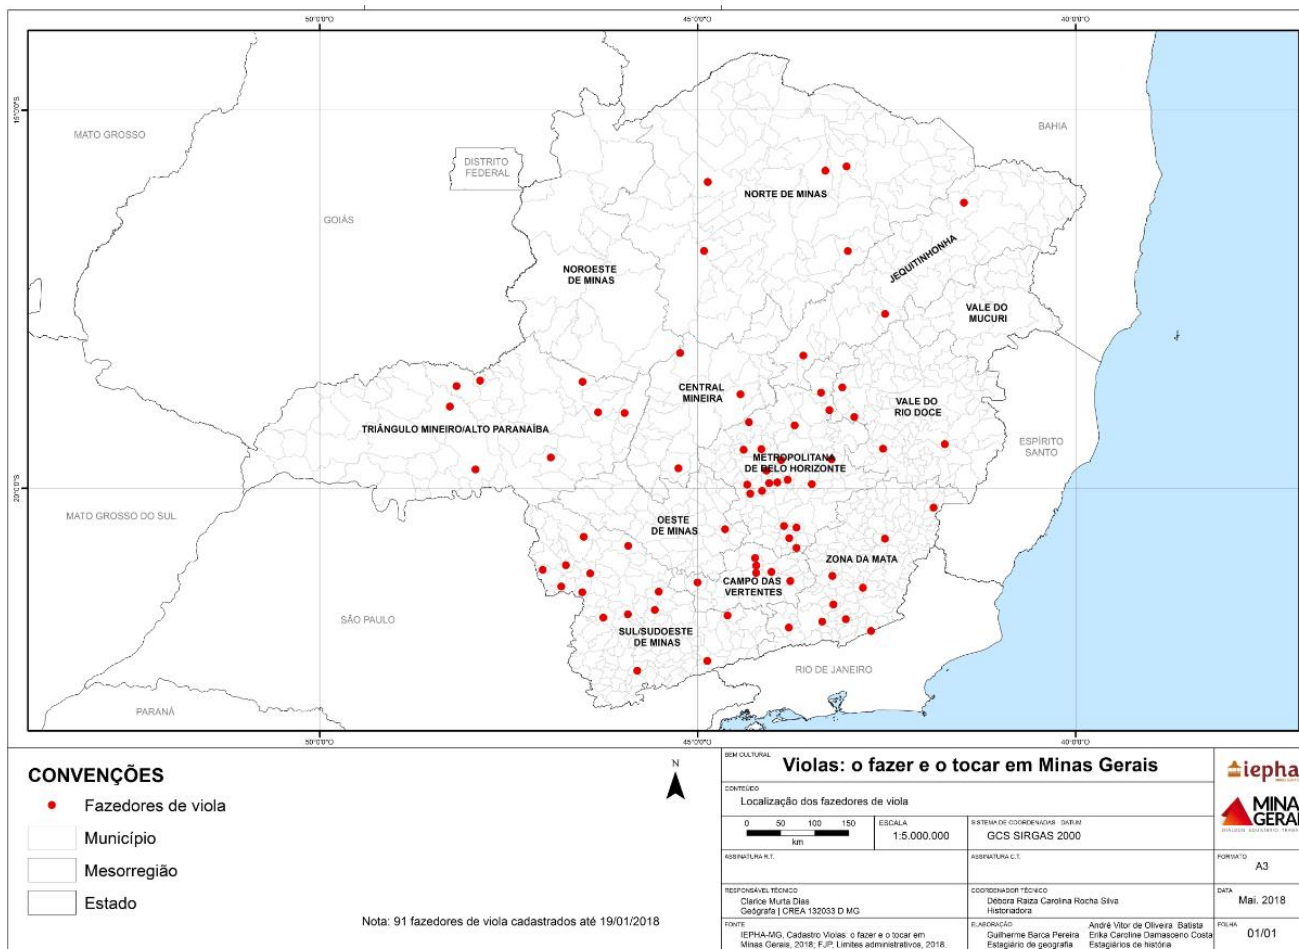 50°0'0"O
45°0'0"O
40°0'0"O
15°0'0"S
MATO GROSSO
BAHIA
DISTRITO
FEDERAL
NORTE DE MINAS
GOIÁS
JEQUITINHONHA
NOROESTE
DE MINAS
VALE DO
MUCURI
CENTRAL
MINEIRA
VALE DO
RIO DOCE
TRIÂNGULO MINEIRO/ALTO PARANAÍBA
ESPÍRITO
SANTO
METROPOLITANA
DE BELO HORIZONTE
20°0'0"S
MATO GROSSO DO SUL
OESTE
DE MINAS
ZONA DA MATA
CAMPO DAS
VERTENTES
SÃO PAULO
SUL/SUDOESTE
DE MINAS
RIO DE JANEIRO
PARANÁ
50°0'0"O
45°0'0"O
40°0'0"O
CONVENÇÕES
Fazedores de viola
Município
Mesorregião
Estado
Nota: 91 fazedores de viola cadastrados até 19/01/2018
N
BEM CULTURAL
Violas: o fazer e o tocar em Minas Gerais
CONTEÚDO
Localização dos fazedores de viola
0 50 100 150
km
ESCALA
1:5.000.000
SISTEMA DE COORDENADAS DATUM
GCS SIRGAS 2000
ASSINATURA R.T.
ASSINATURA C.T.
RESPONSÁVEL TÉCNICO
Clarice Murta Dias
Geógrafa | CREA 132033 D MG
COORDENADOR TÉCNICO
Débora Raiza Carolina Rocha Silva
Historiadora
FONTE
IEPHA-MG, Cadastro Violas: o fazer e o tocar em
Minas Gerais, 2018; FJP, Limites administrativos, 2018.
ELABORAÇÃO
Guilherme Barca Pereira
Estagiário de geografia
André Vitor de Oliveira Batista
Erika Caroline Damasceno Costa
Estagiários de história
iepha
MINA
GERA
FORMATO
A3
DATA
Mai. 2018
FOLHA
01/01